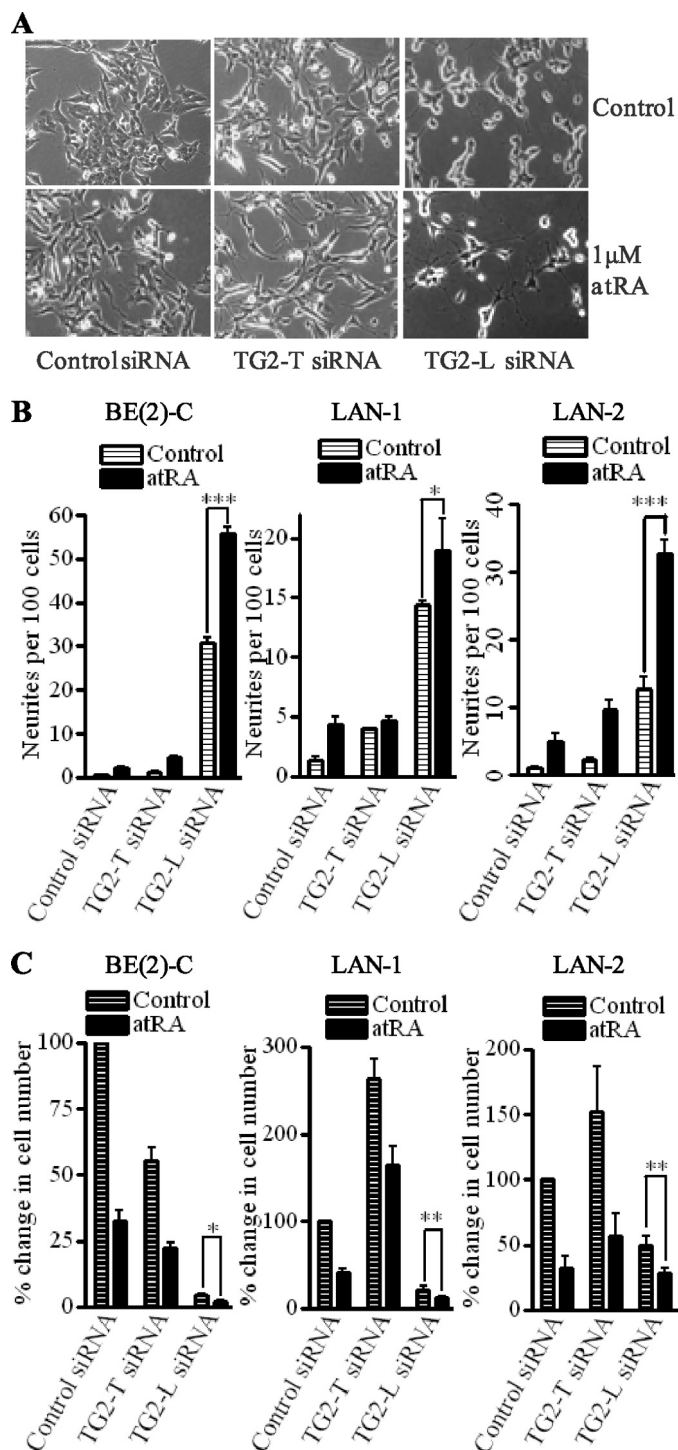 A
Control
1μM
atRA
Control siRNA TG2-T siRNA TG2-L siRNA
B
BE(2)-C
Control
atRA
***
Neurites per 100 cells
60
50
40
30
20
10
0
Control siRNA
TG2-T siRNA
TG2-L siRNA
LAN-1
Control
atRA
*
Neurites per 100 cells
20
15
10
5
0
Control siRNA
TG2-T siRNA
TG2-L siRNA
LAN-2
Control
atRA
***
Neurites per 100 cells
40
30
20
10
0
Control siRNA
TG2-T siRNA
TG2-L siRNA
C
BE(2)-C
Control
atRA
% change in cell number
100
75
50
25
0
*
Control siRNA
TG2-T siRNA
TG2-L siRNA
LAN-1
Control
atRA
% change in cell number
300
200
100
0
**
Control siRNA
TG2-T siRNA
TG2-L siRNA
LAN-2
Control
atRA
% change in cell number
200
150
100
50
0
**
Control siRNA
TG2-T siRNA
TG2-L siRNA